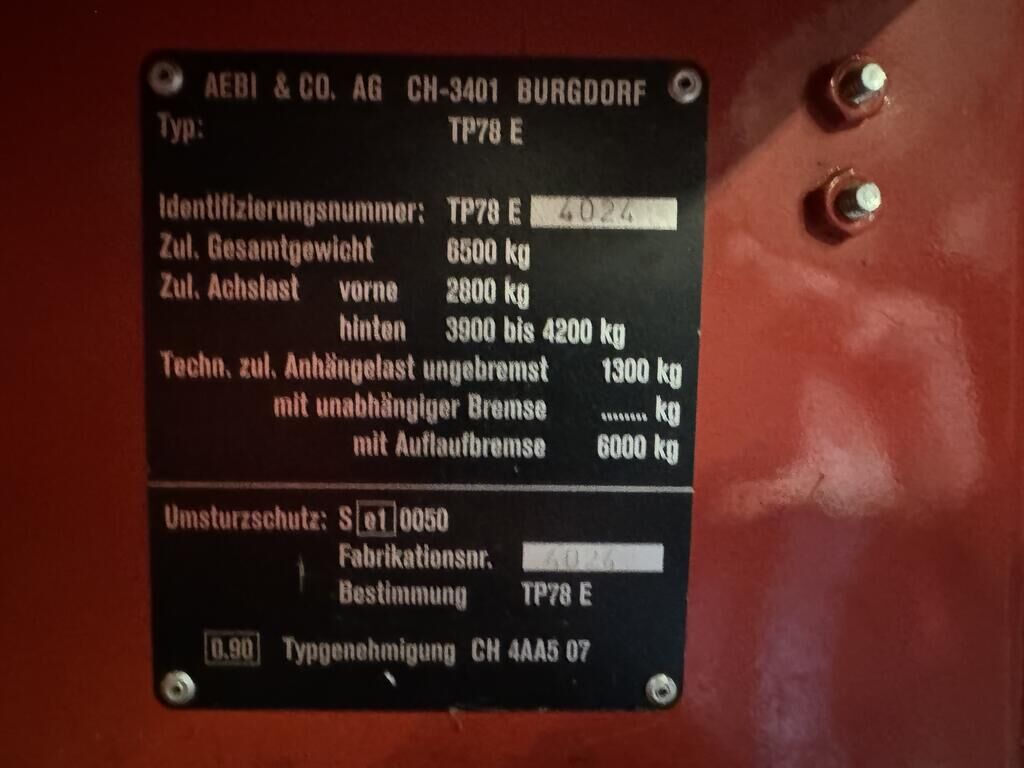 AEBI & CO. AG CH-3401 BURGDORF
Typ: TP78 E
Identifizierungsnummer: TP78 E 4024
Zul. Gesamtgewicht 6500 kg
Zul. Achslast vorne 2800 kg
hinten 3900 bis 4200 kg
Techn. zul. Anhängelast ungebremst 1300 kg
mit unabhängiger Bremse ........ kg
mit Auflaufbremse 6000 kg
Umsturzschutz: S e1 0050
Fabrikationsnr. 4024
Bestimmung TP78 E
0.90 Typgenehmigung CH 4AA5 07